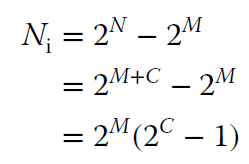 Nᵢ = 2ᴺ − 2ᴹ
= 2ᴹ⁺ᶜ − 2ᴹ
= 2ᴹ(2ᶜ − 1)